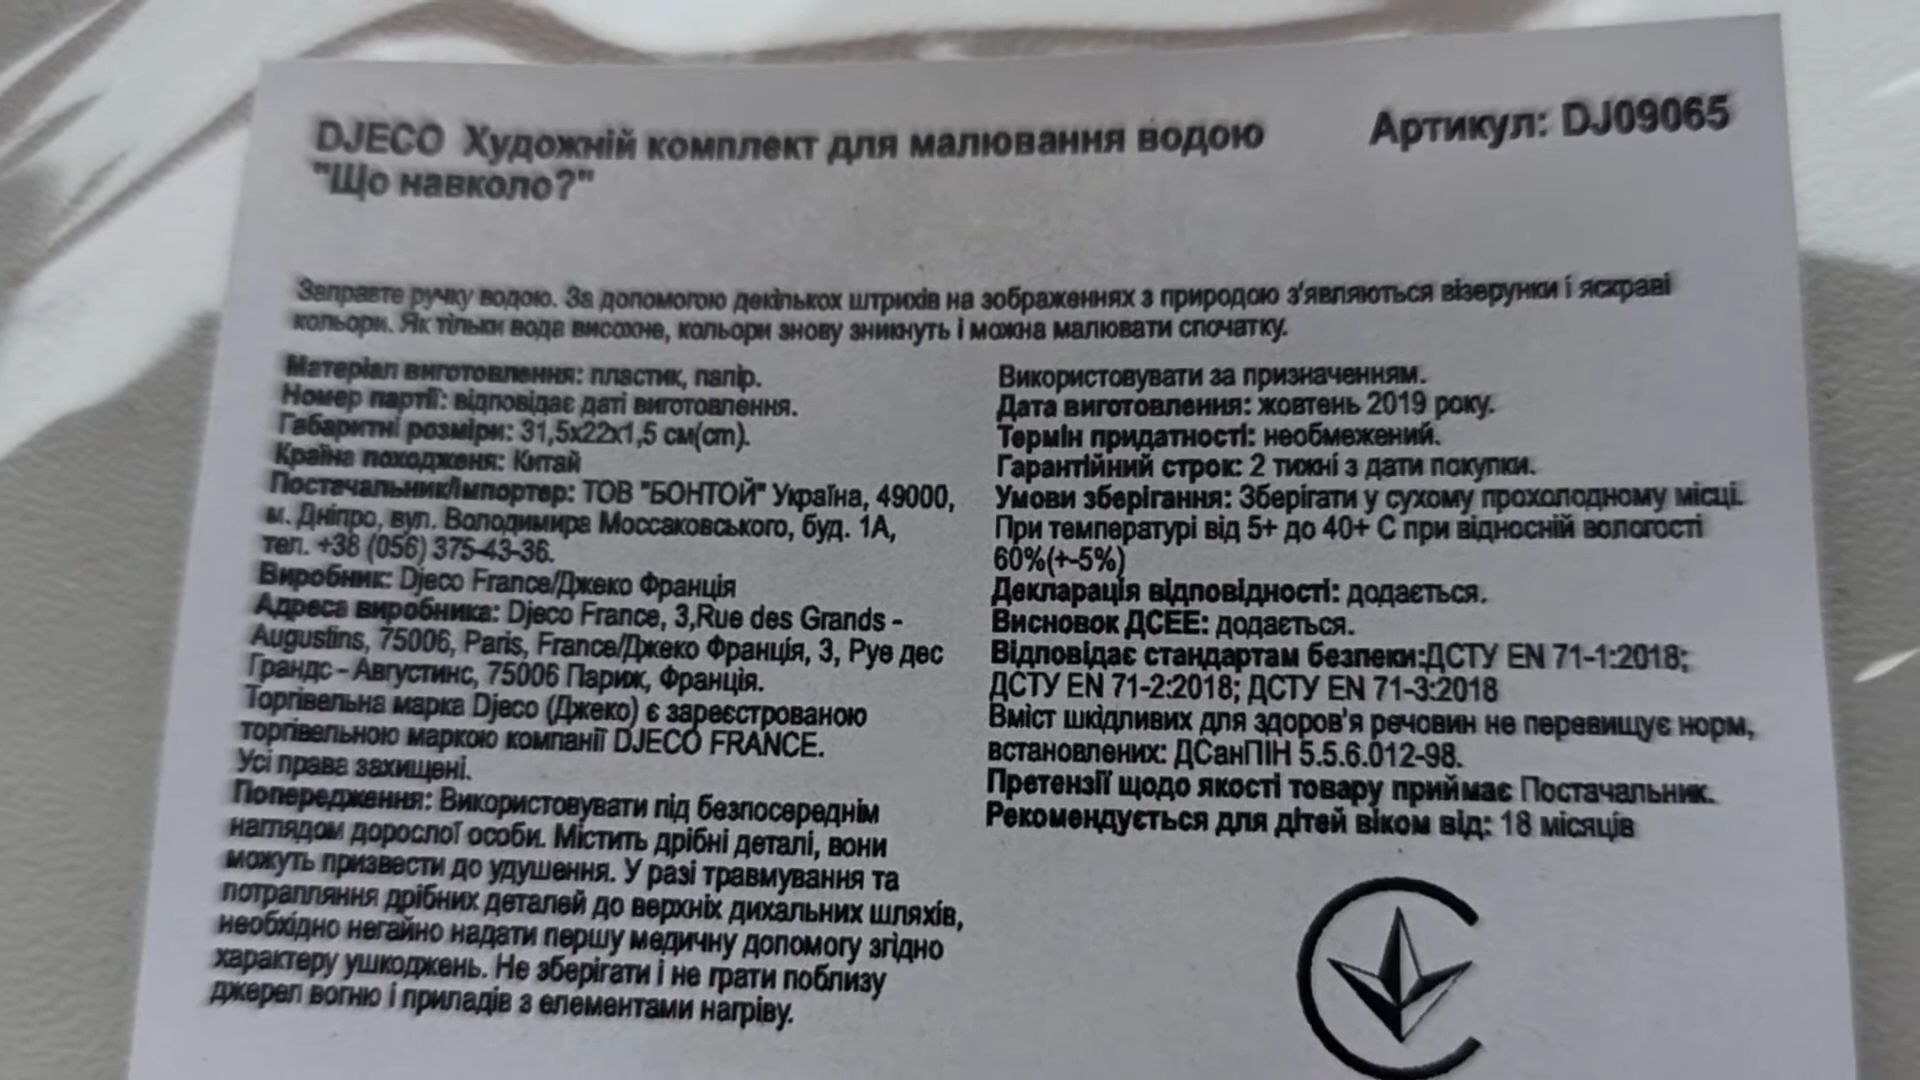 DJECO Художній комплект для малювання водою
"Що навколо?"
Артикул: DJ09065
Заправте ручку водою. За допомогою декількох штрихів на зображеннях з природою з'являються візерунки і яскраві
кольори. Як тільки вода висохне, кольори знову зникнуть і можна малювати спочатку.
Матеріал виготовлення: пластик, папір.
Номер партії: відповідає даті виготовлення.
Габаритні розміри: 31,5x22x1,5 см(cm).
Країна походженя: Китай
Постачальник/Імпортер: ТОВ "БОНТОЙ" Україна, 49000,
м. Дніпро, вул. Володимира Моссаковського, буд. 1А,
тел. +38 (056) 375-43-36.
Виробник: Djeco France/Джеко Франція
Адреса виробника: Djeco France, 3,Rue des Grands -
Augustins, 75006, Paris, France/Джеко Франція, 3, Руе дес
Грандс - Августинс, 75006 Париж, Франція.
Торгівельна марка Djeco (Джеко) є зареєстрованою
торгівельною маркою компанії DJECO FRANCE.
Усі права захищені.
Попередження: Використовувати під безпосереднім
наглядом дорослої особи. Містить дрібні деталі, вони
можуть призвести до удушення. У разі травмування та
потрапляння дрібних деталей до верхніх дихальних шляхів,
необхідно негайно надати першу медичну допомогу згідно
характеру ушкоджень. Не зберігати і не грати поблизу
джерел вогню і приладів з елементами нагріву.
Використовувати за призначенням.
Дата виготовлення: жовтень 2019 року.
Термін придатності: необмежений.
Гарантійний строк: 2 тижні з дати покупки.
Умови зберігання: Зберігати у сухому прохолодному місці.
При температурі від 5+ до 40+ С при відносній вологості
60%(+-5%)
Декларація відповідності: додається.
Висновок ДСЕЕ: додається.
Відповідає стандартам безпеки:ДСТУ EN 71-1:2018;
ДСТУ EN 71-2:2018; ДСТУ EN 71-3:2018
Вміст шкідливих для здоров'я речовин не перевищує норм,
встановлених: ДСанПІН 5.5.6.012-98.
Претензії щодо якості товару приймає Постачальник.
Рекомендується для дітей віком від: 18 місяців